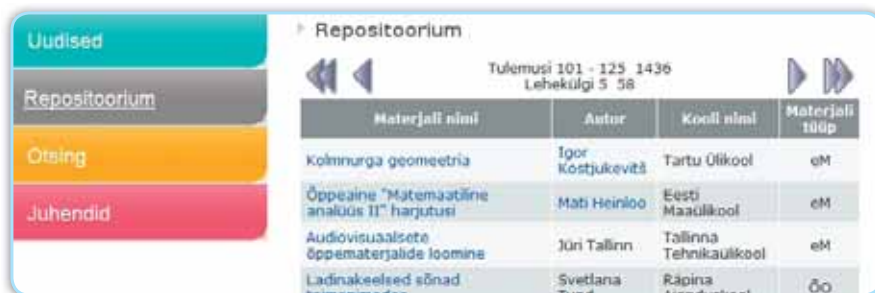 Uudised
Repositoorium
Otsing
Juhendid
Repositoorium
Tulemusi 101 - 125 1436
Lehekülgi 5 58
Materjali nimi Autor Kooli nimi Materjali tüüp
Kolmnurga geomeetria Igor Kostjukevitš Tartu Ülikool eM
Õppeaine "Matemaatiline
analüüs II" harjutusi Mati Heinloo Eesti Maaülikool eM
Audiovisuaalsete
õppematerjalide loomine Jüri Tallinn Tallinna Tehnikaülikool eM
Ladinakeelsed sõnad Svetlana Räpina ÕO